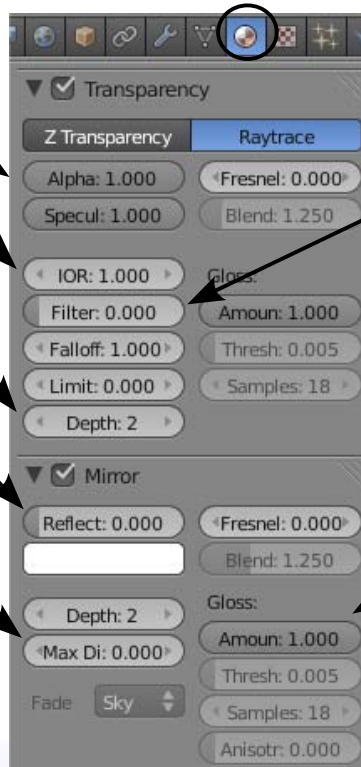 Transparency
Z Transparency Raytrace
Alpha: 1.000 Fresnel: 0.000
Specul: 1.000 Blend: 1.250
IOR: 1.000 Gloss:
Filter: 0.000 Amoun: 1.000
Falloff: 1.000 Thresh: 0.005
Limit: 0.000 Samples: 18
Depth: 2
Mirror
Reflect: 0.000 Fresnel: 0.000
Blend: 1.250
Gloss:
Depth: 2 Amoun: 1.000
Max Di: 0.000 Thresh: 0.005
Fade Sky Samples: 18
Anisotr: 0.000